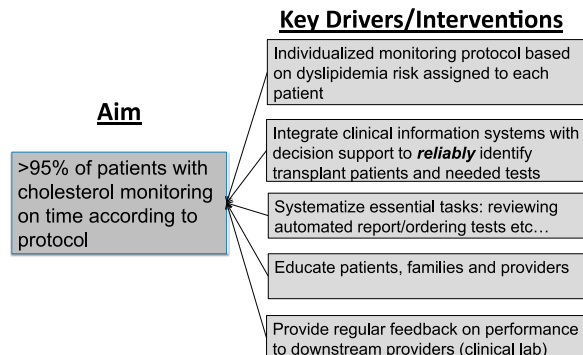 Key Drivers/Interventions
Aim
>95% of patients with
cholesterol monitoring
on time according to
protocol
Individualized monitoring protocol based
on dyslipidemia risk assigned to each
patient
Integrate clinical information systems with
decision support to reliably identify
transplant patients and needed tests
Systematize essential tasks: reviewing
automated report/ordering tests etc…
Educate patients, families and providers
Provide regular feedback on performance
to downstream providers (clinical lab)